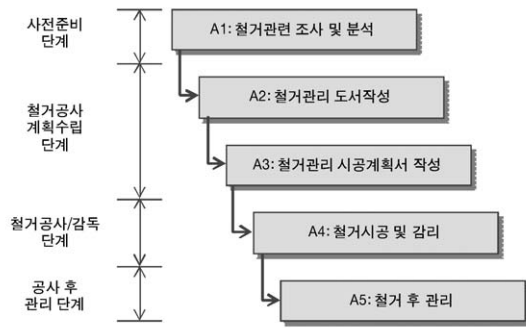 사전준비
단계
A1: 철거관련 조사 및 분석
철거공사
계획수립
단계
A2: 철거관리 도서작성
A3: 철거관리 시공계획서 작성
철거공사/감독
단계
A4: 철거시공 및 감리
공사 후
관리 단계
A5: 철거 후 관리